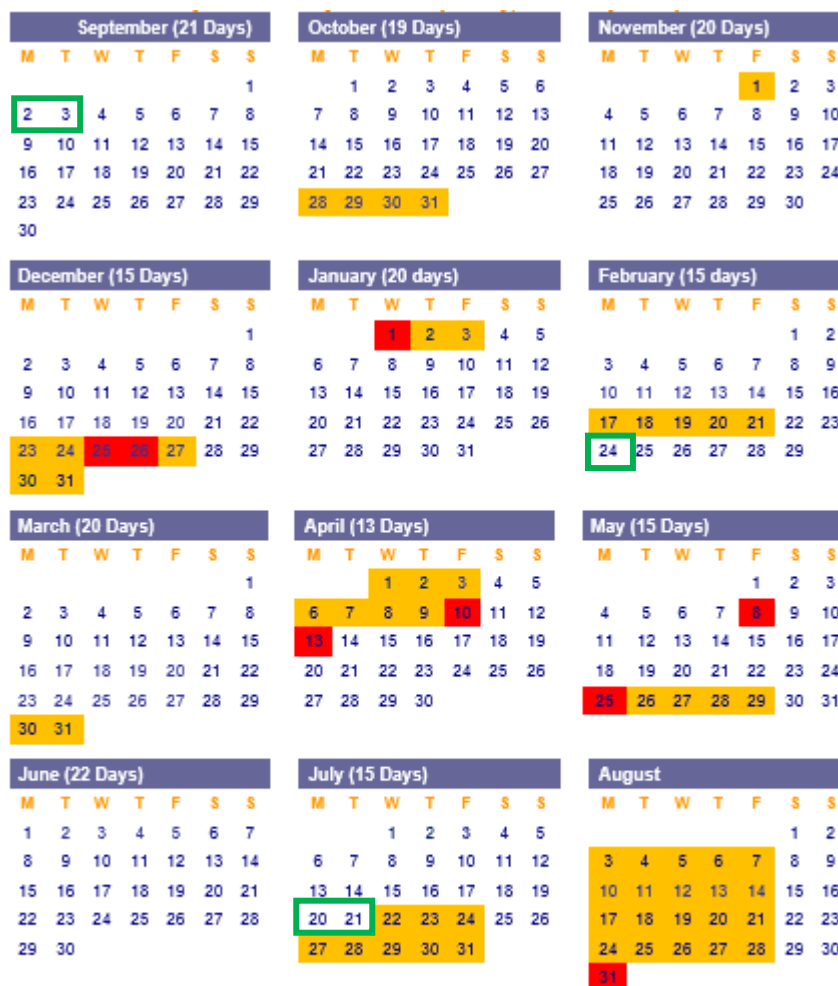 September (21 Days)
M T W T F S S
1
2 3 4 5 6 7 8
9 10 11 12 13 14 15
16 17 18 19 20 21 22
23 24 25 26 27 28 29
30
October (19 Days)
M T W T F S S
1 2 3 4 5 6
7 8 9 10 11 12 13
14 15 16 17 18 19 20
21 22 23 24 25 26 27
28 29 30 31
November (20 Days)
M T W T F S S
1 2 3
4 5 6 7 8 9 10
11 12 13 14 15 16 17
18 19 20 21 22 23 24
25 26 27 28 29 30
December (15 Days)
M T W T F S S
1
2 3 4 5 6 7 8
9 10 11 12 13 14 15
16 17 18 19 20 21 22
23 24 25 26 27 28 29
30 31
January (20 days)
M T W T F S S
1 2 3 4 5
6 7 8 9 10 11 12
13 14 15 16 17 18 19
20 21 22 23 24 25 26
27 28 29 30 31
February (15 days)
M T W T F S S
1 2
3 4 5 6 7 8 9
10 11 12 13 14 15 16
17 18 19 20 21 22 23
24 25 26 27 28 29
March (20 Days)
M T W T F S S
1
2 3 4 5 6 7 8
9 10 11 12 13 14 15
16 17 18 19 20 21 22
23 24 25 26 27 28 29
30 31
April (13 Days)
M T W T F S S
1 2 3 4 5
6 7 8 9 10 11 12
13 14 15 16 17 18 19
20 21 22 23 24 25 26
27 28 29 30
May (15 Days)
M T W T F S S
1 2 3
4 5 6 7 8 9 10
11 12 13 14 15 16 17
18 19 20 21 22 23 24
25 26 27 28 29 30 31
June (22 Days)
M T W T F S S
1 2 3 4 5 6 7
8 9 10 11 12 13 14
15 16 17 18 19 20 21
22 23 24 25 26 27 28
29 30
July (15 Days)
M T W T F S S
1 2 3 4 5
6 7 8 9 10 11 12
13 14 15 16 17 18 19
20 21 22 23 24 25 26
27 28 29 30 31
August
M T W T F S S
1 2
3 4 5 6 7 8 9
10 11 12 13 14 15 16
17 18 19 20 21 22 23
24 25 26 27 28 29 30
31